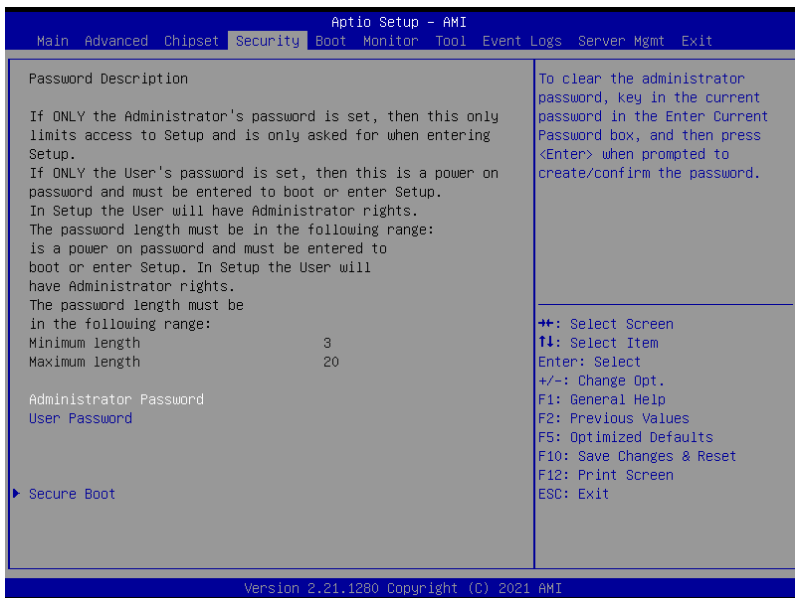 Aptio Setup – AMI
Main Advanced Chipset Security Boot Monitor Tool Event Logs Server Mgmt Exit
Password Description
If ONLY the Administrator's password is set, then this only
limits access to Setup and is only asked for when entering
Setup.
If ONLY the User's password is set, then this is a power on
password and must be entered to boot or enter Setup.
In Setup the User will have Administrator rights.
The password length must be in the following range:
is a power on password and must be entered to
boot or enter Setup. In Setup the User will
have Administrator rights.
The password length must be
in the following range:
Minimum length 3
Maximum length 20
Administrator Password
User Password
Secure Boot
To clear the administrator
password, key in the current
password in the Enter Current
Password box, and then press
<Enter> when prompted to
create/confirm the password.
→←: Select Screen
↑↓: Select Item
Enter: Select
+/-: Change Opt.
F1: General Help
F2: Previous Values
F5: Optimized Defaults
F10: Save Changes & Reset
F12: Print Screen
ESC: Exit
Version 2.21.1280 Copyright (C) 2021 AMI